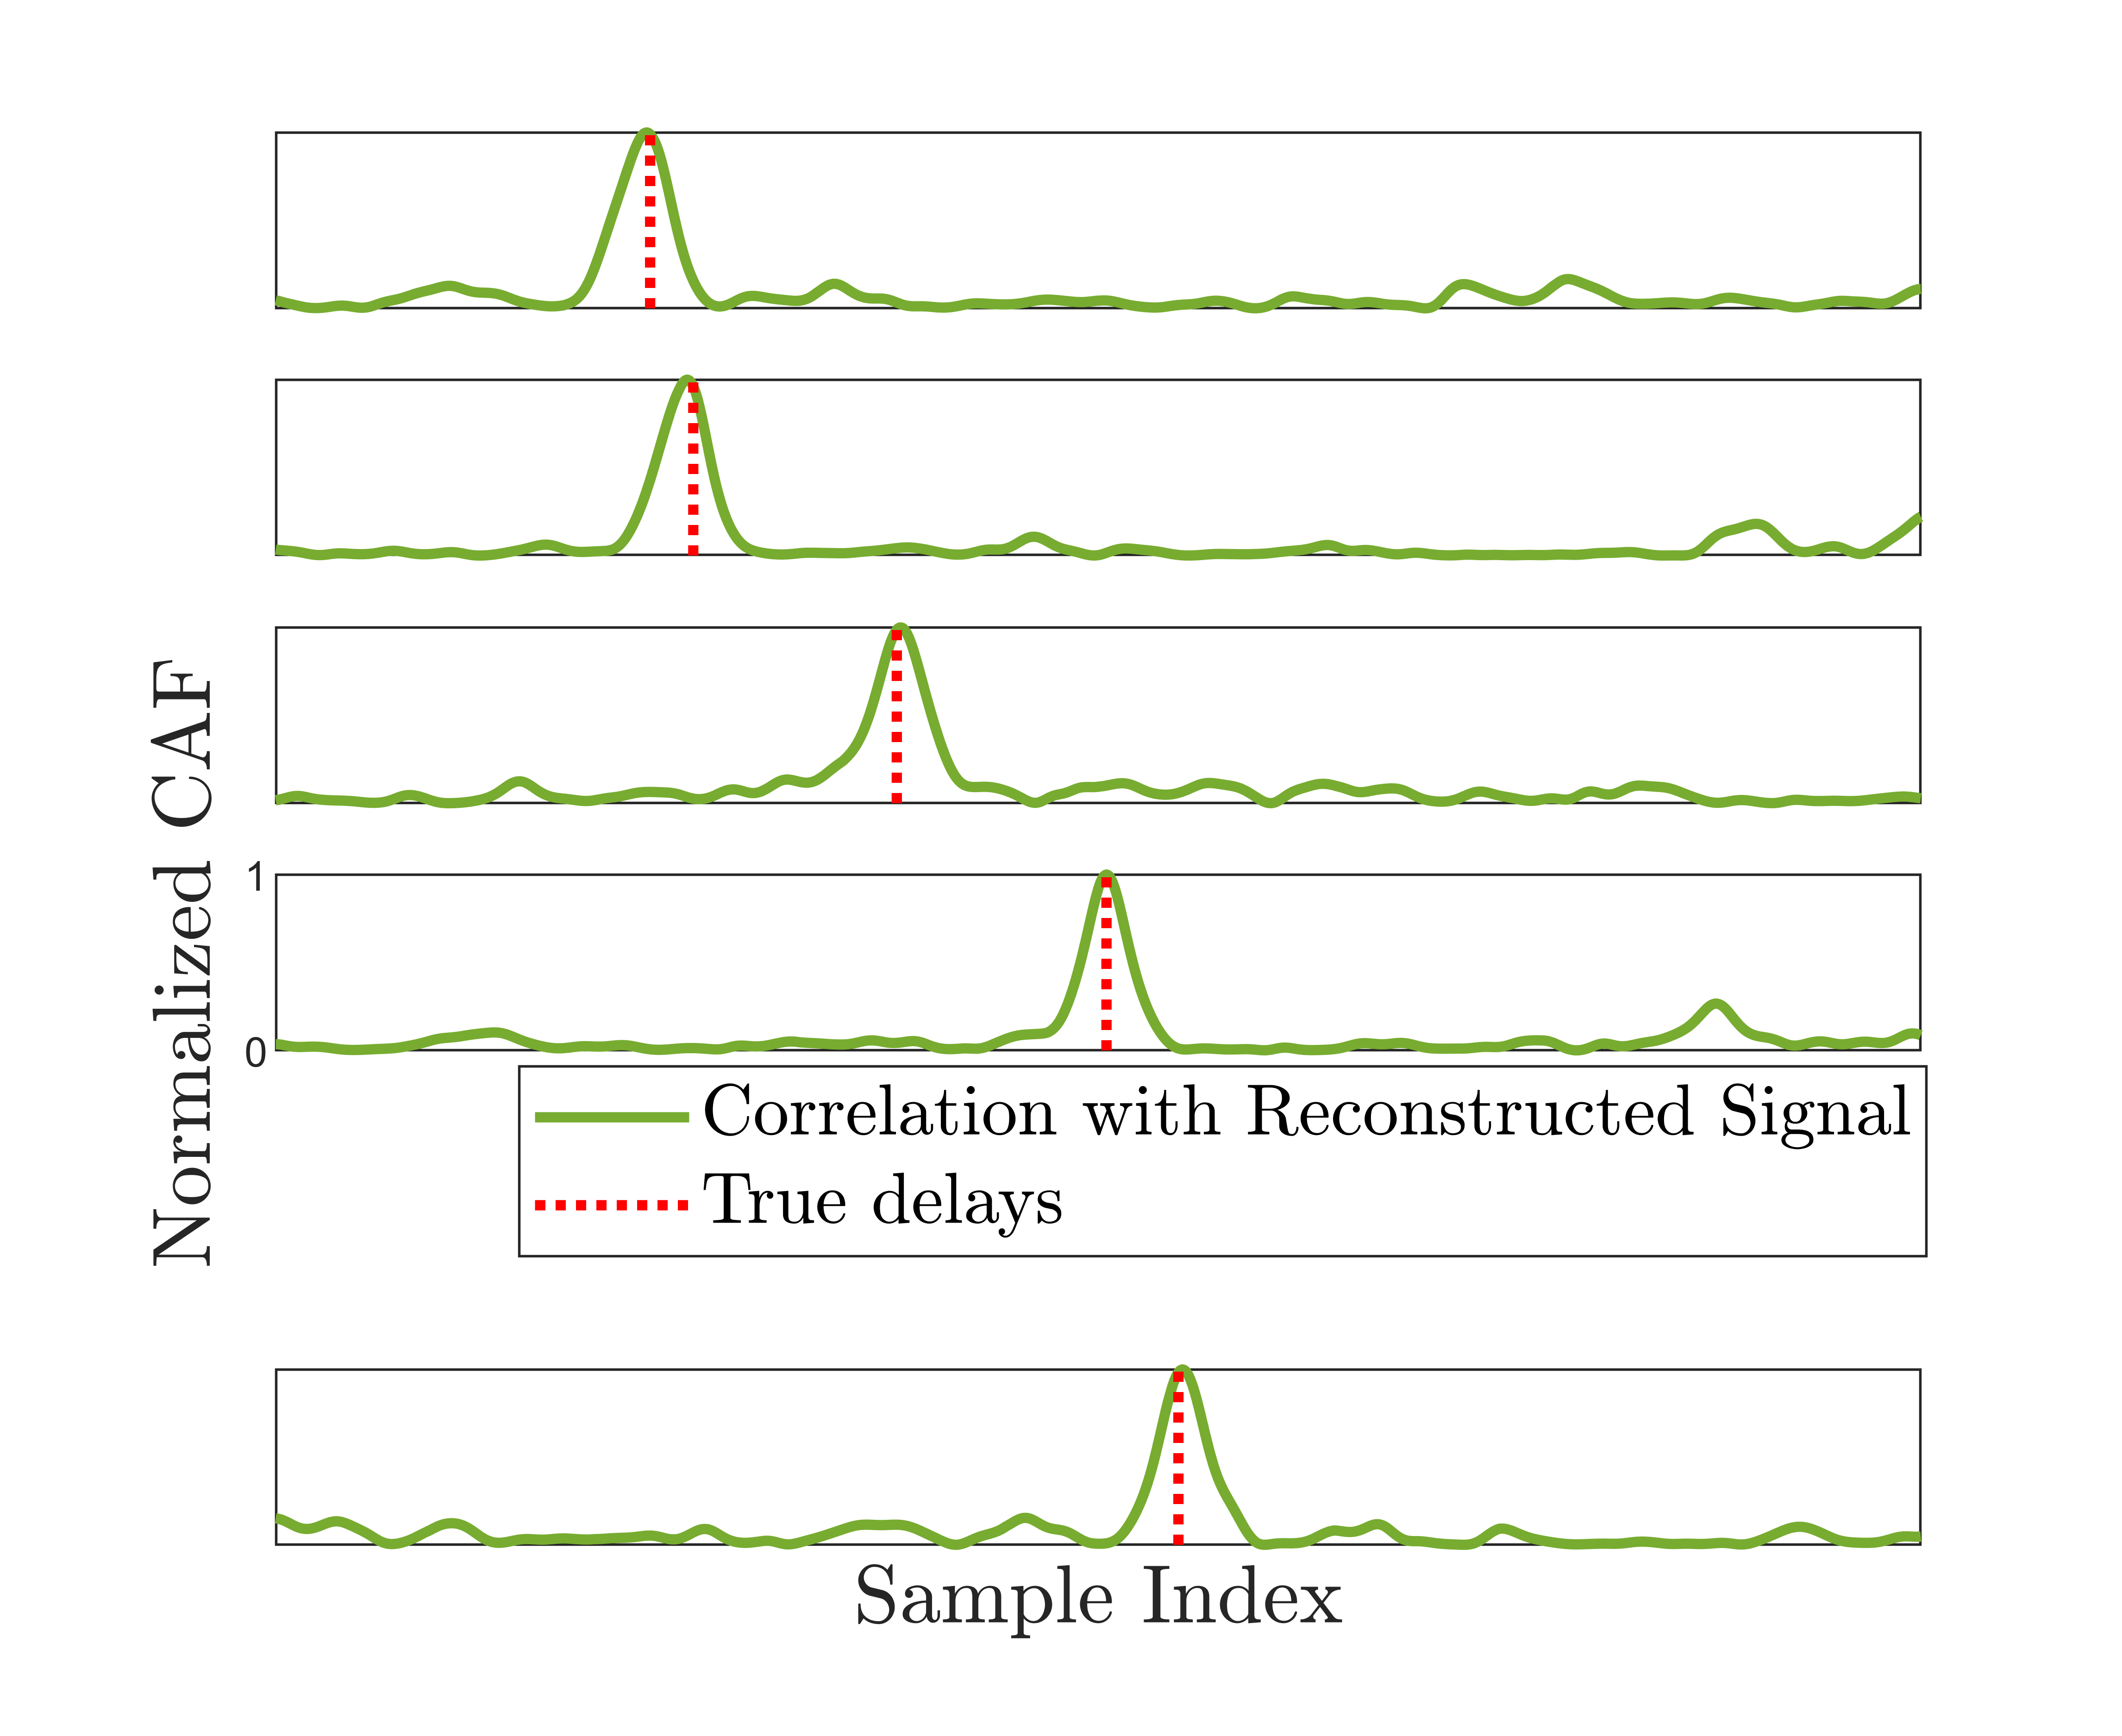 Normalized CAF
1
0
Correlation with Reconstructed Signal
True delays
Sample Index